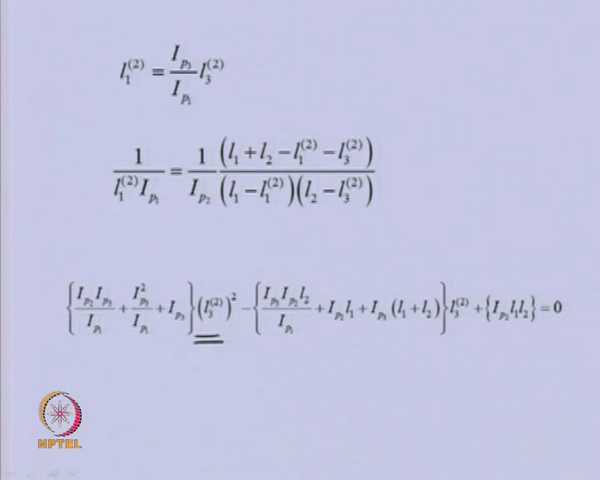 l_1^{(2)} = \frac{I_{p_3}}{I_{p_1}} l_3^{(2)}
\frac{1}{l_1^{(2)} I_{p_1}} = \frac{1}{I_{p_2}} \frac{(l_1 + l_2 - l_1^{(2)} - l_3^{(2)})}{(l_1 - l_1^{(2)})(l_2 - l_3^{(2)})}
\left\{\frac{I_{p_2} I_{p_3}}{I_{p_1}} + \frac{I_{p_3}^2}{I_{p_1}} + I_{p_3}\right\} (l_3^{(2)})^2 - \left\{\frac{I_{p_3} I_{p_2} l_2}{I_{p_1}} + I_{p_2} l_1 + I_{p_3} (l_1 + l_2)\right\} l_3^{(2)} + \{I_{p_2} l_1 l_2\} = 0
NPTEL